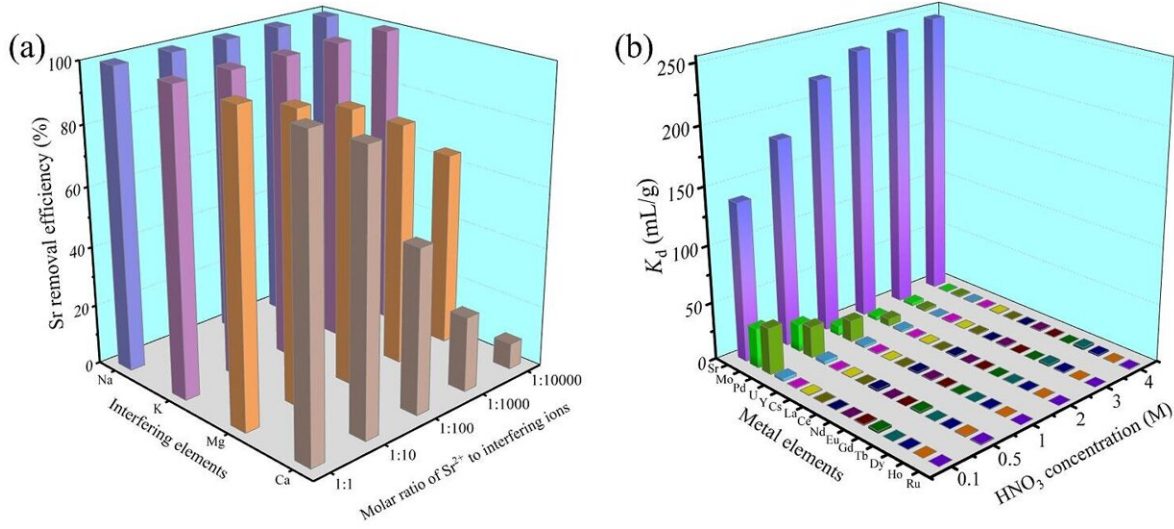 (a)
100
80
60
40
20
0
Sr removal efficiency (%)
Na
K
Mg
Ca
Interfering elements
1:1
1:10
1:100
1:1000
1:10000
Molar ratio of Sr²⁺ to interfering ions
(b)
250
200
150
100
50
0
K_d (mL/g)
Sr
Mo
Pd
U
Y
Cs
La
Ce
Nd
Eu
Gd
Tb
Dy
Ho
Ru
Metal elements
0.1
0.5
1
2
3
4
HNO₃ concentration (M)